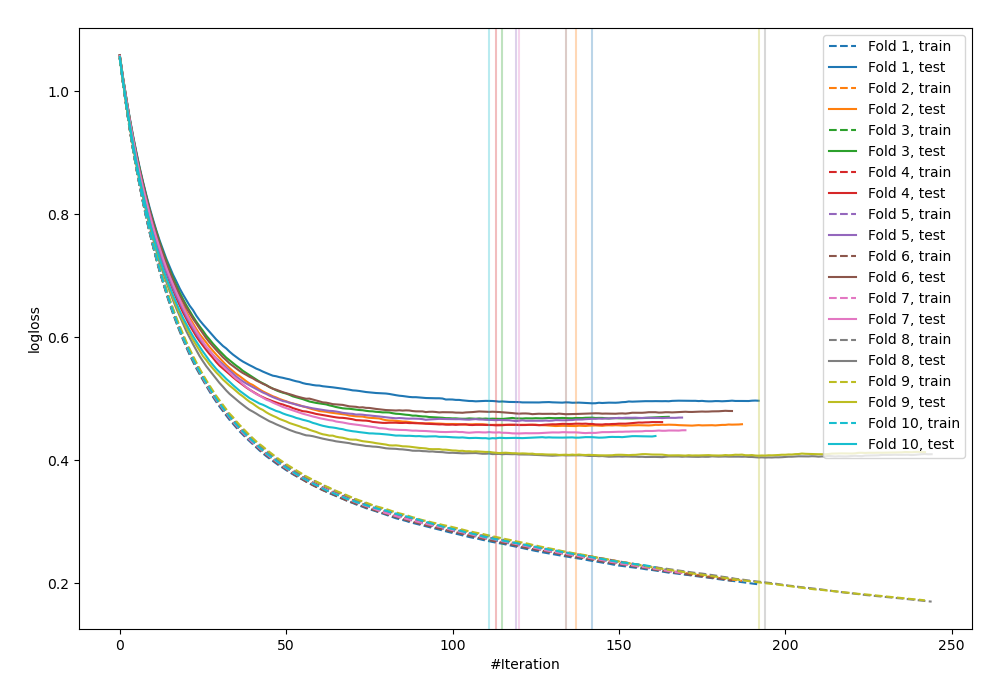 1.0
0.8
0.6
0.4
0.2
logloss
0
50
100
150
200
250
#Iteration
Fold 1, train
Fold 1, test
Fold 2, train
Fold 2, test
Fold 3, train
Fold 3, test
Fold 4, train
Fold 4, test
Fold 5, train
Fold 5, test
Fold 6, train
Fold 6, test
Fold 7, train
Fold 7, test
Fold 8, train
Fold 8, test
Fold 9, train
Fold 9, test
Fold 10, train
Fold 10, test